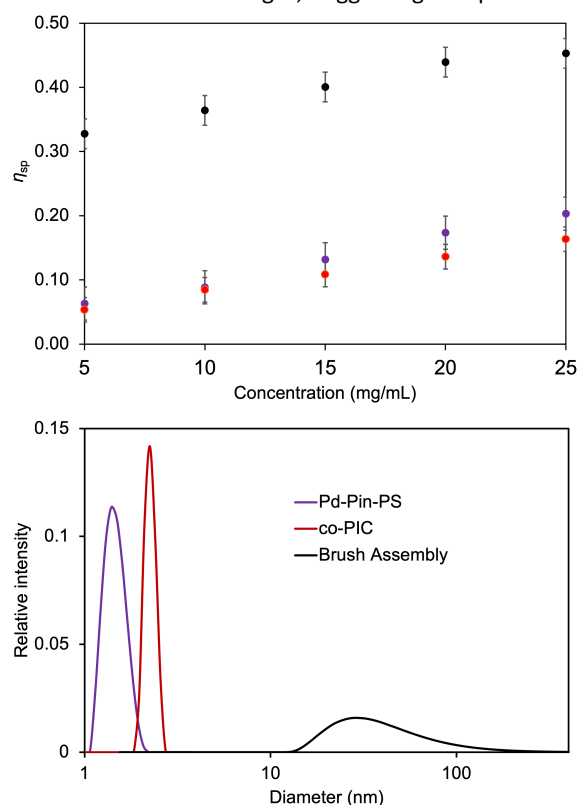 0.50
0.40
0.30
0.20
0.10
0.00
ηsp
5 10 15 20 25
Concentration (mg/mL)
0.15
0.1
0.05
0
Relative intensity
Pd-Pin-PS
co-PIC
Brush Assembly
1 10 100
Diameter (nm)